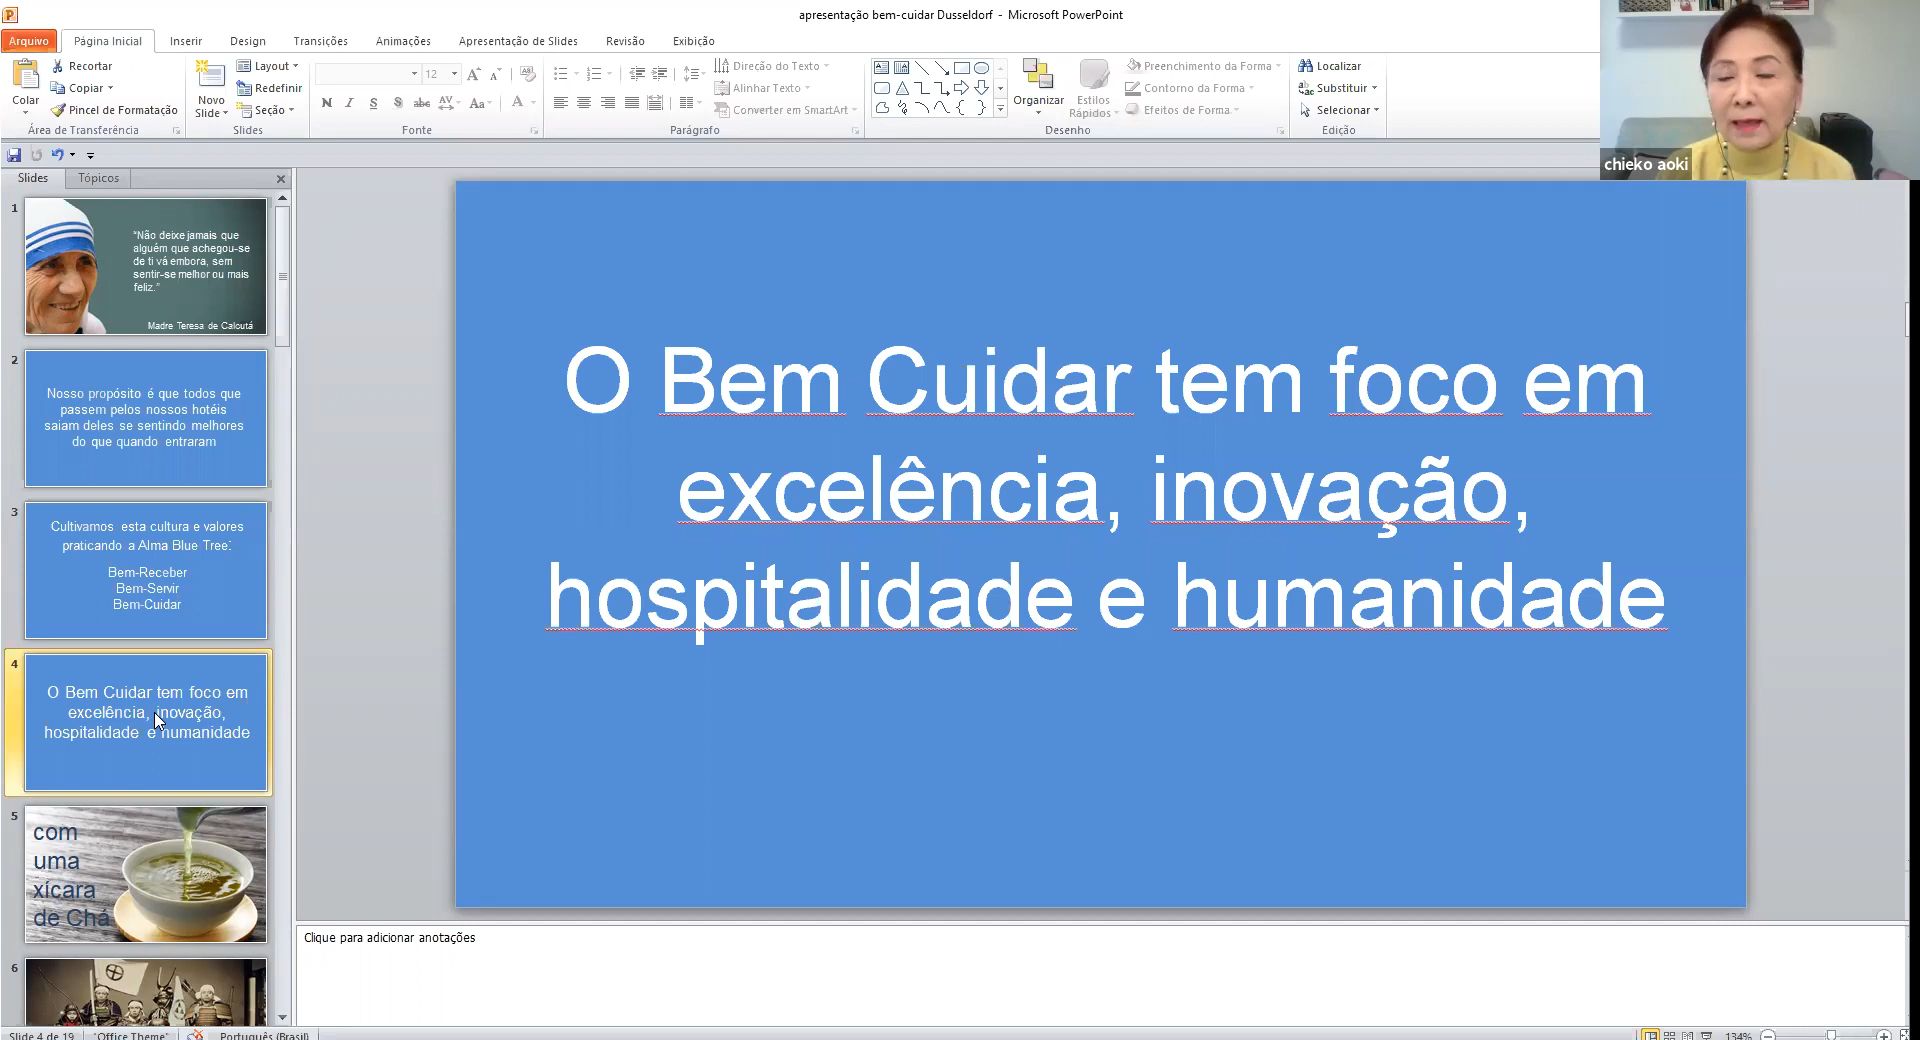 apresentação bem-cuidar Dusseldorf - Microsoft PowerPoint
Arquivo Página Inicial Inserir Design Transições Animações Apresentação de Slides Revisão Exibição
Colar
Recortar
Copiar
Pincel de Formatação
Área de Transferência
Novo
Slide
Layout
Redefinir
Seção
Slides
12
N I S S abc AV Aa A
Fonte
Direção do Texto
Alinhar Texto
Converter em SmartArt
Parágrafo
Organizar
Estilos
Rápidos
Preenchimento da Forma
Contorno da Forma
Efeitos de Forma
Desenho
Localizar
Substituir
Selecionar
Edição
chieko aoki
Slides Tópicos
1
“Não deixe jamais que
alguém que achegou-se
de ti vá embora, sem
sentir-se melhor ou mais
feliz.”
Madre Teresa de Calcutá
2
Nosso propósito é que todos que
passem pelos nossos hotéis
saiam deles se sentindo melhores
do que quando entraram
3
Cultivamos esta cultura e valores
praticando a Alma Blue Tree:
Bem-Receber
Bem-Servir
Bem-Cuidar
4
O Bem Cuidar tem foco em
excelência, inovação,
hospitalidade e humanidade
5
com
uma
xícara
de Chá
6
O Bem Cuidar tem foco em
excelência, inovação,
hospitalidade e humanidade
Clique para adicionar anotações
Slide 4 de 19 "Office Theme" Português (Brasil) 134%